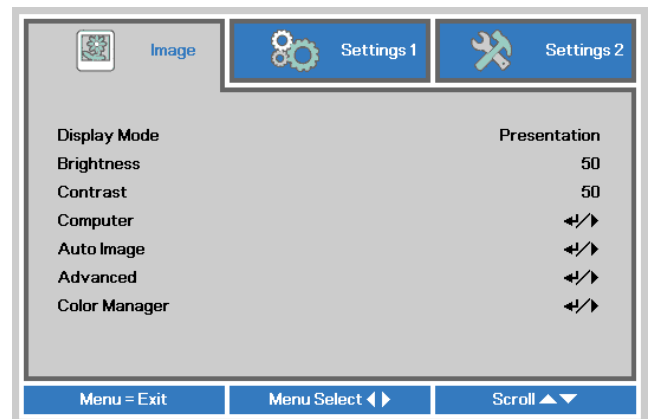 Image Settings 1 Settings 2
Display Mode Presentation
Brightness 50
Contrast 50
Computer
Auto Image
Advanced
Color Manager
Menu = Exit Menu Select Scroll